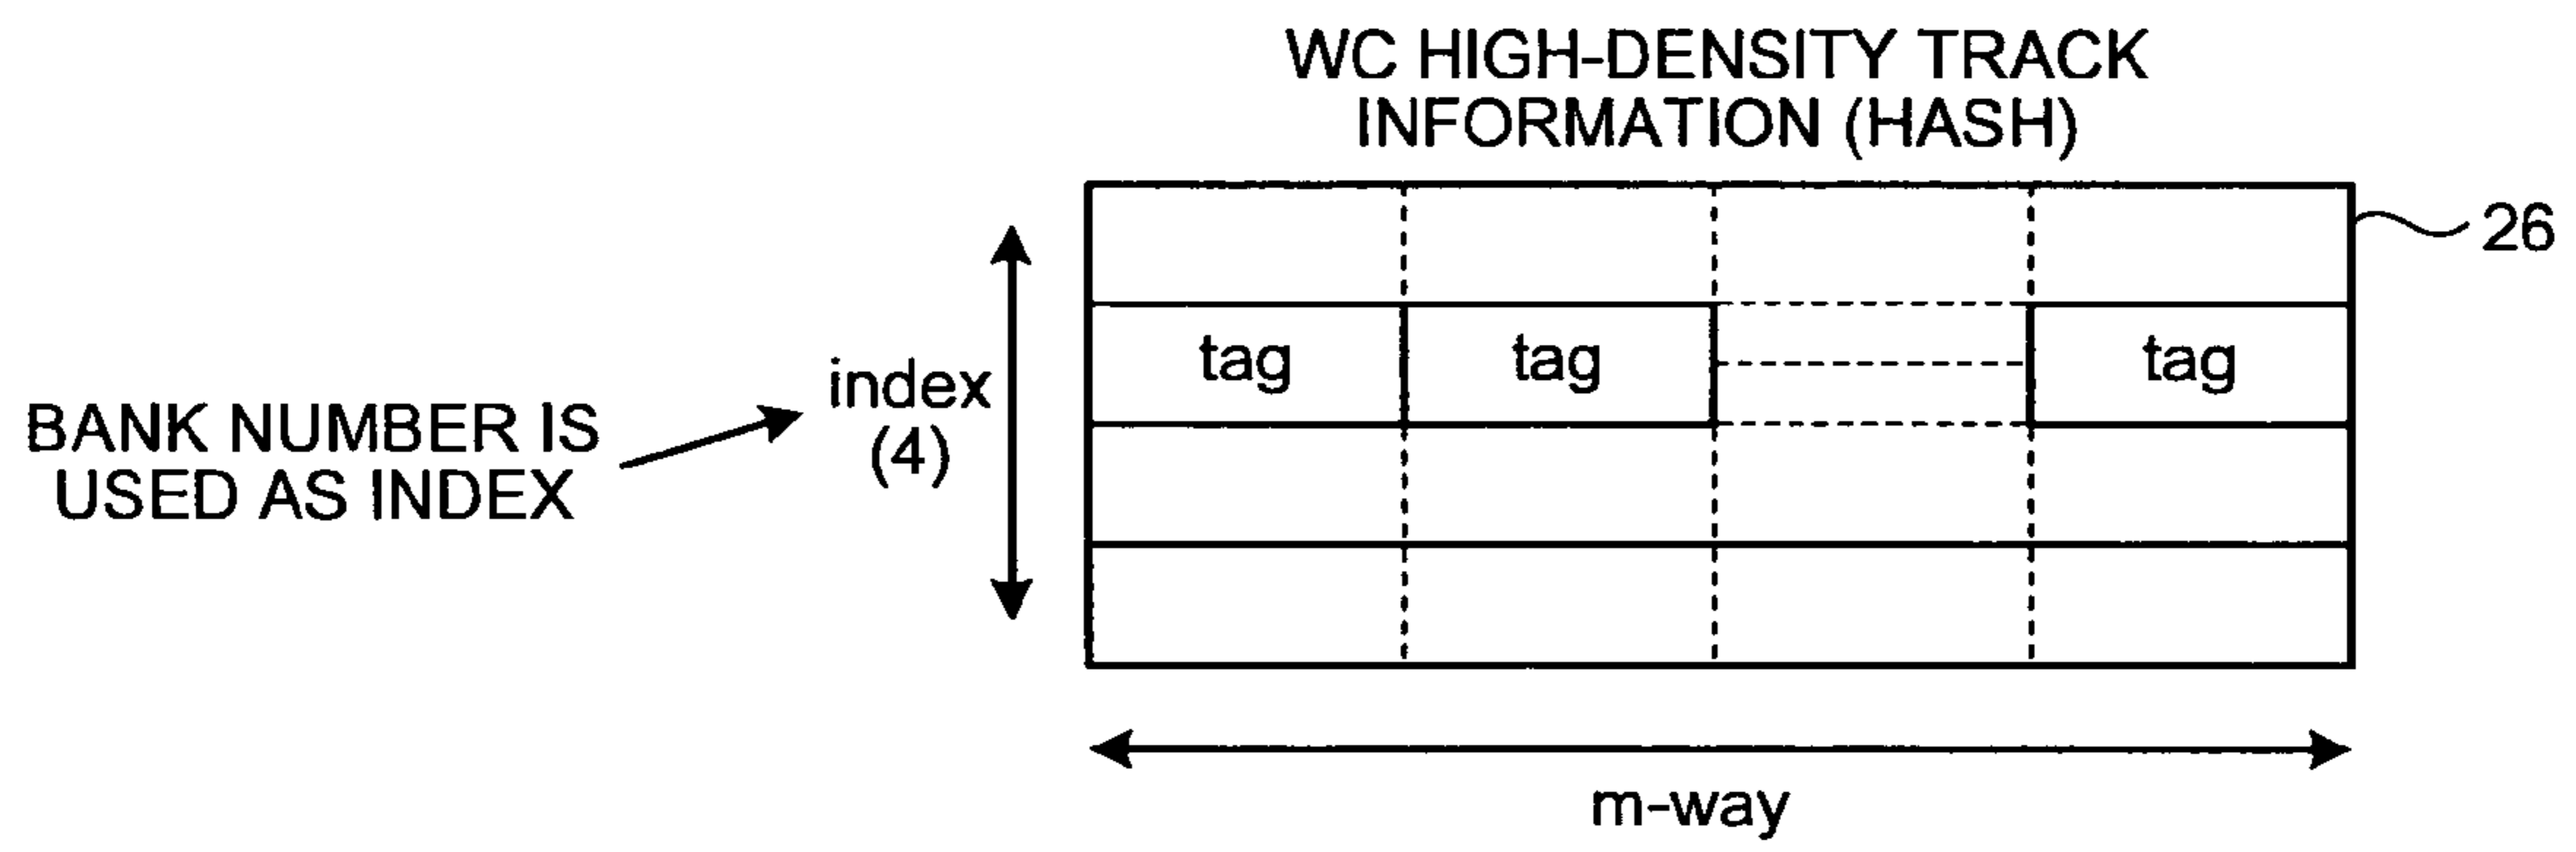 WC HIGH-DENSITY TRACK
INFORMATION (HASH)
26
tag tag tag
index
(4)
BANK NUMBER IS
USED AS INDEX
m-way